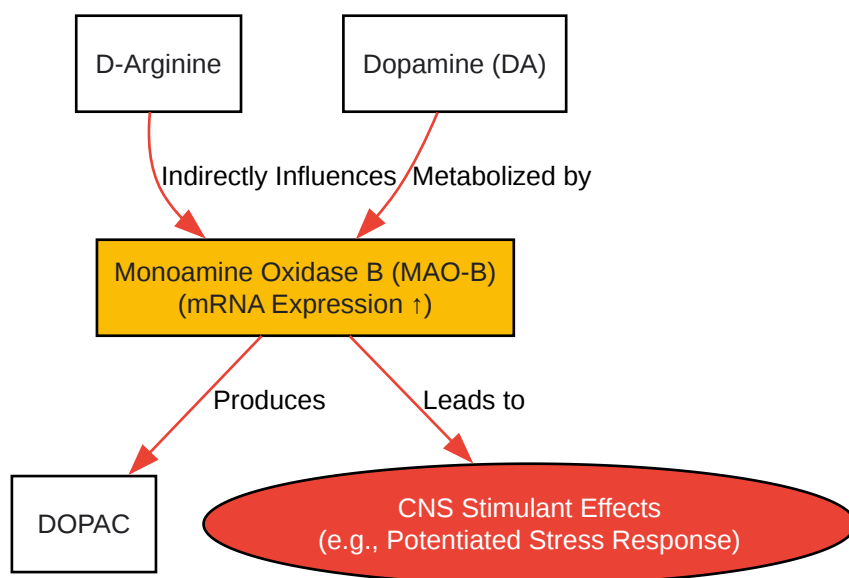 D-Arginine
Dopamine (DA)
Indirectly Influences
Metabolized by
Monoamine Oxidase B (MAO-B)
(mRNA Expression ↑)
Produces
Leads to
DOPAC
CNS Stimulant Effects
(e.g., Potentiated Stress Response)